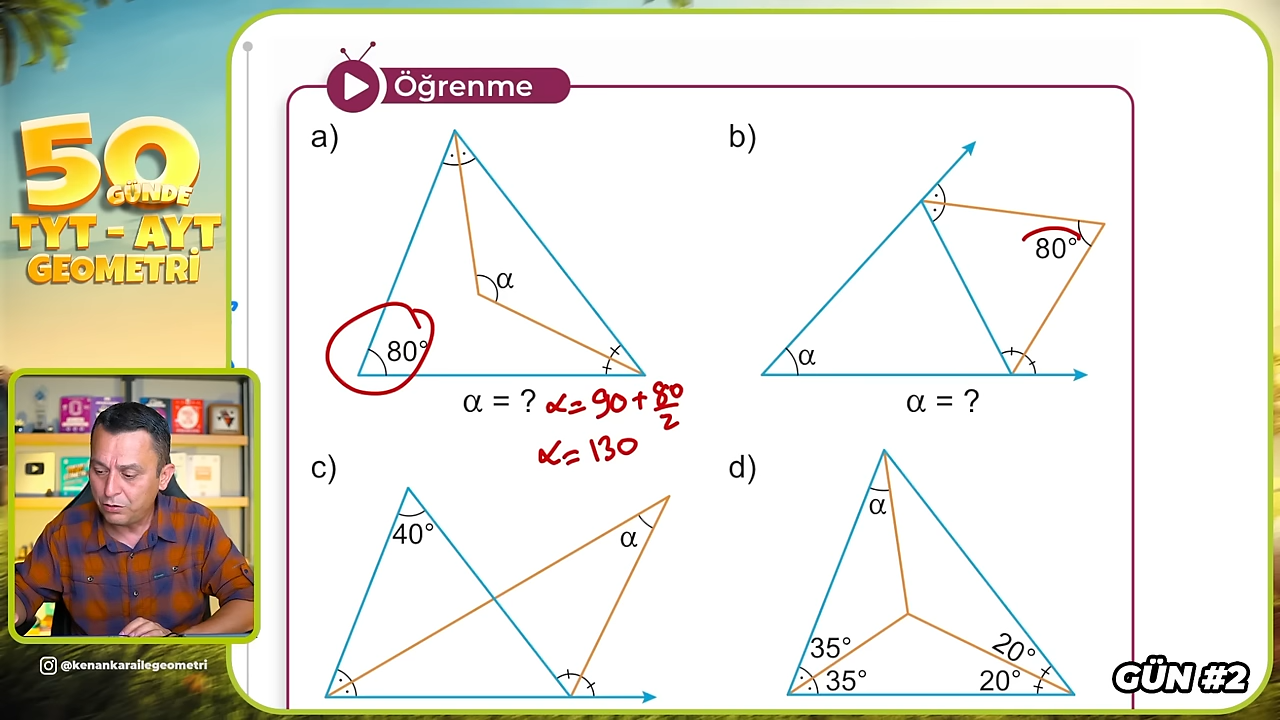 50
GÜNDE
TYT - AYT
GEOMETRİ
Öğrenme
a)
α
80°
α = ? α = 90 + 80/2
α = 130
b)
80°
α
α = ?
c)
40°
α
d)
α
35°
35°
20°
20°
@kenankarailegeometri
GÜN #2